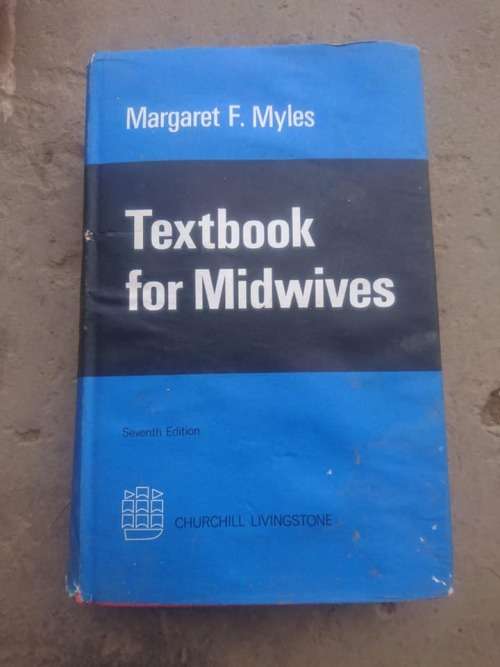 Margaret F. Myles
Textbook
for Midwives
Seventh Edition
CHURCHILL LIVINGSTONE